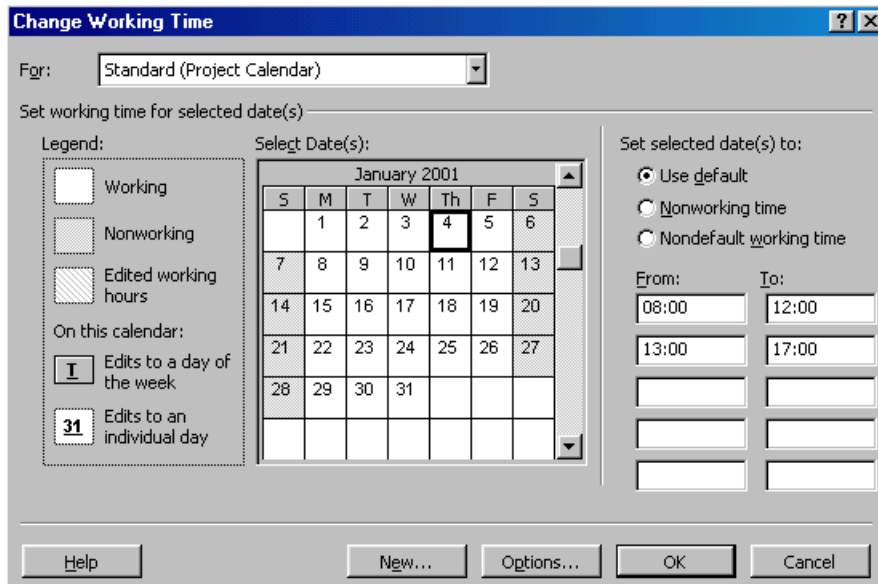 Change Working Time
For: Standard (Project Calendar)
Set working time for selected date(s)
Legend:
Working
Nonworking
Edited working
hours
On this calendar:
T Edits to a day of
the week
31 Edits to an
individual day
Select Date(s):
January 2001
S M T W Th F S
1 2 3 4 5 6
7 8 9 10 11 12 13
14 15 16 17 18 19 20
21 22 23 24 25 26 27
28 29 30 31
Set selected date(s) to:
Use default
Nonworking time
Nondefault working time
From: To:
08:00 12:00
13:00 17:00
Help New... Options... OK Cancel